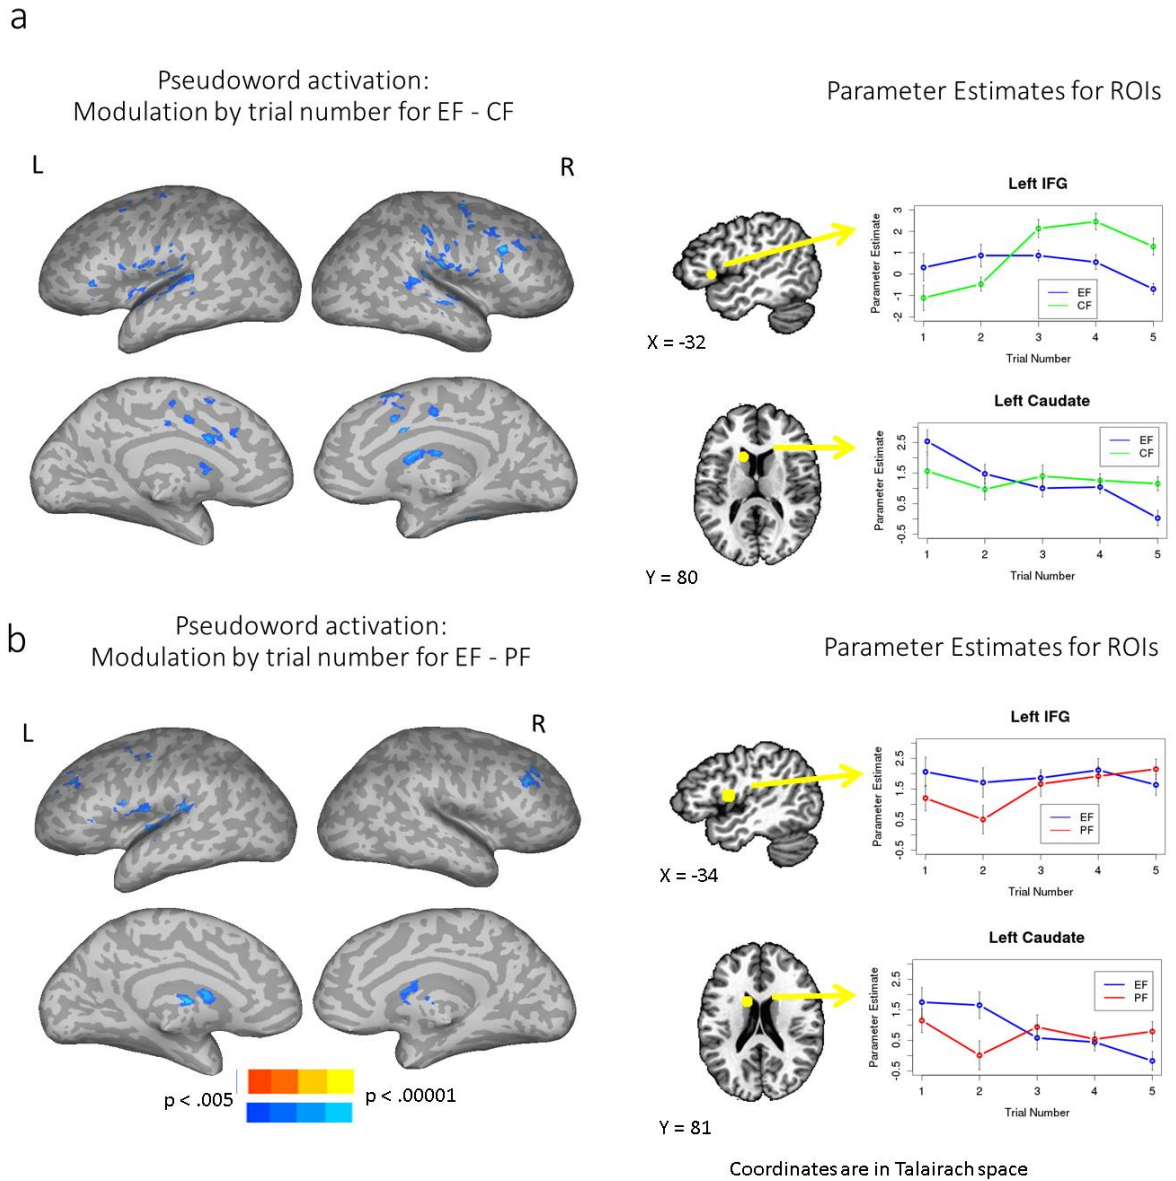 a
Pseudoword activation:
Modulation by trial number for EF - CF
Parameter Estimates for ROIs
L
R
Left IFG
Parameter Estimate
3
2
1
0
-1
-2
EF
CF
1 2 3 4 5
Trial Number
X = -32
Left Caudate
Parameter Estimate
2.5
1.5
0.5
-0.5
EF
CF
1 2 3 4 5
Trial Number
Y = 80
b
Pseudoword activation:
Modulation by trial number for EF - PF
Parameter Estimates for ROIs
L
R
Left IFG
Parameter Estimate
2.5
1.5
0.5
-0.5
EF
PF
1 2 3 4 5
Trial Number
X = -34
Left Caudate
Parameter Estimate
2.5
1.5
0.5
-0.5
EF
PF
1 2 3 4 5
Trial Number
Y = 81
p < .005
p < .00001
Coordinates are in Talairach space